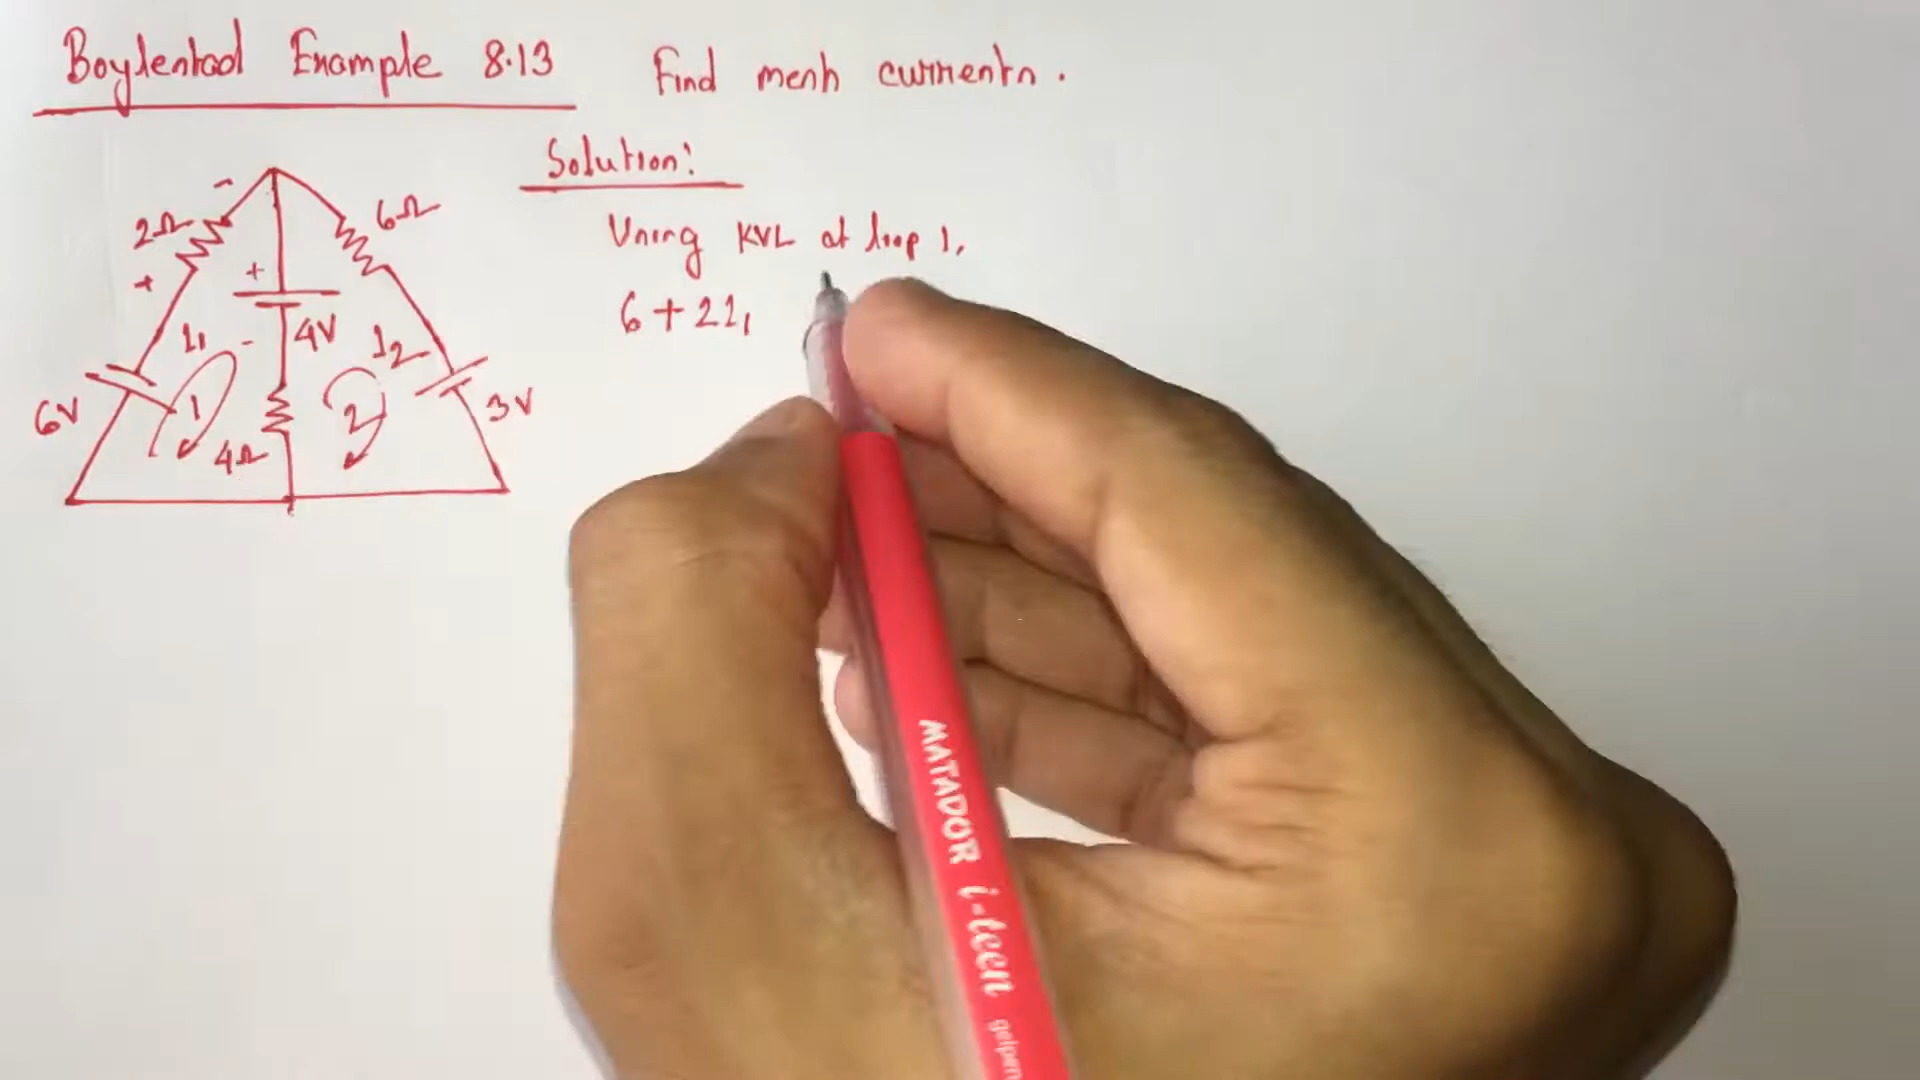 Boylestad Example 8.13
Find mesh currents.
Solution:
Using KVL at loop 1,
6 + 2I₁
-
2Ω
+
6Ω
+
4V
-
I₁
I₂
6V
1
2
3V
4Ω
MATADOR i-teen gelpen